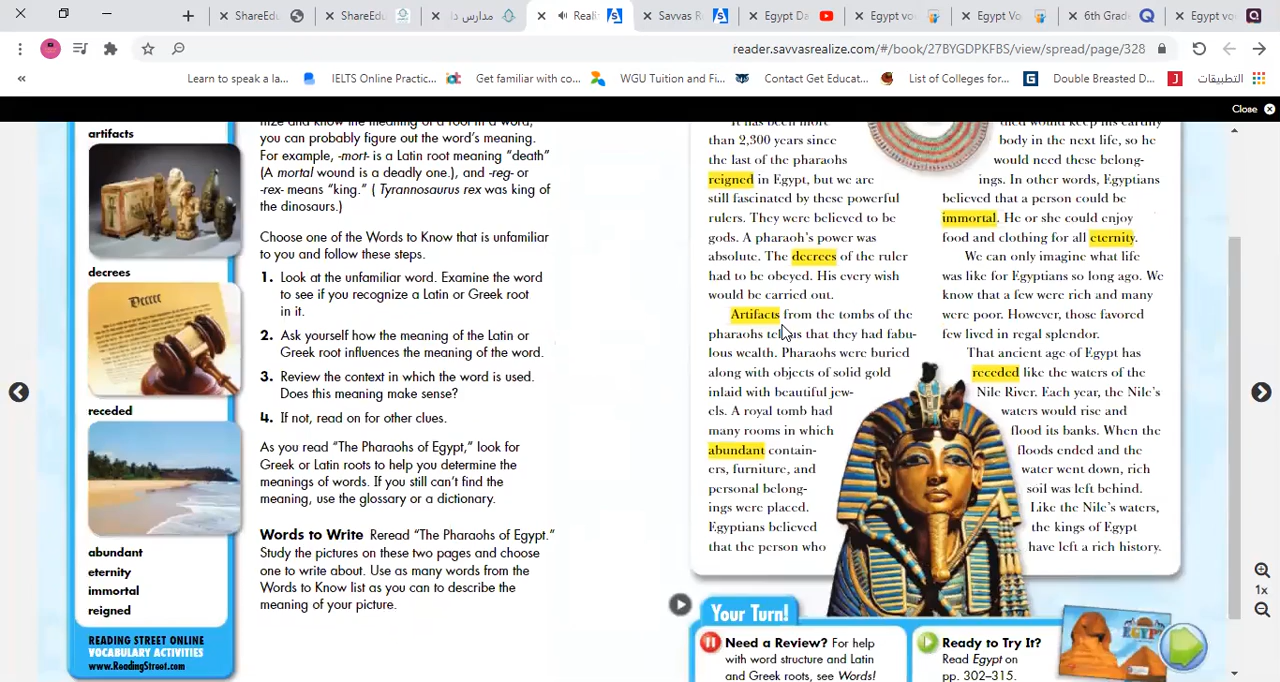 ShareEdu
ShareEdu
مدارس دا
Reali
Savvas R
Egypt Da
Egypt vo
Egypt Vo
6th Grad
Egypt vo
reader.savvasrealize.com/#/book/27BYGDPKFBS/view/spread/page/328
Learn to speak a la...
IELTS Online Practic...
Get familiar with co...
WGU Tuition and Fi...
Contact Get Educat...
List of Colleges for...
Double Breasted D...
التطبيقات
Close
artifacts
decrees
Decree
receded
abundant
eternity
immortal
reigned
READING STREET ONLINE
VOCABULARY ACTIVITIES
www.ReadingStreet.com
nize and know the meaning of a root in a word,
you can probably figure out the word's meaning.
For example, -mort- is a Latin root meaning "death"
(A mortal wound is a deadly one.), and -reg- or
-rex- means "king." ( Tyrannosaurus rex was king of
the dinosaurs.)
Choose one of the Words to Know that is unfamiliar
to you and follow these steps.
1. Look at the unfamiliar word. Examine the word
to see if you recognize a Latin or Greek root
in it.
2. Ask yourself how the meaning of the Latin or
Greek root influences the meaning of the word.
3. Review the context in which the word is used.
Does this meaning make sense?
4. If not, read on for other clues.
As you read "The Pharaohs of Egypt," look for
Greek or Latin roots to help you determine the
meanings of words. If you still can't find the
meaning, use the glossary or a dictionary.
Words to Write Reread "The Pharaohs of Egypt."
Study the pictures on these two pages and choose
one to write about. Use as many words from the
Words to Know list as you can to describe the
meaning of your picture.
It has been more
than 2,300 years since
the last of the pharaohs
reigned in Egypt, but we are
still fascinated by these powerful
rulers. They were believed to be
gods. A pharaoh's power was
absolute. The decrees of the ruler
had to be obeyed. His every wish
would be carried out.
Artifacts from the tombs of the
pharaohs tell us that they had fabu-
lous wealth. Pharaohs were buried
along with objects of solid gold
inlaid with beautiful jew-
els. A royal tomb had
many rooms in which
abundant contain-
ers, furniture, and
personal belong-
ings were placed.
Egyptians believed
that the person who
died would keep his earthly
body in the next life, so he
would need these belong-
ings. In other words, Egyptians
believed that a person could be
immortal. He or she could enjoy
food and clothing for all eternity.
We can only imagine what life
was like for Egyptians so long ago. We
know that a few were rich and many
were poor. However, those favored
few lived in regal splendor.
That ancient age of Egypt has
receded like the waters of the
Nile River. Each year, the Nile's
waters would rise and
flood its banks. When the
floods ended and the
water went down, rich
soil was left behind.
Like the Nile's waters,
the kings of Egypt
have left a rich history.
1x
Your Turn!
Need a Review? For help
with word structure and Latin
and Greek roots, see Words!
Ready to Try It?
Read Egypt on
pp. 302–315.
EGYPT